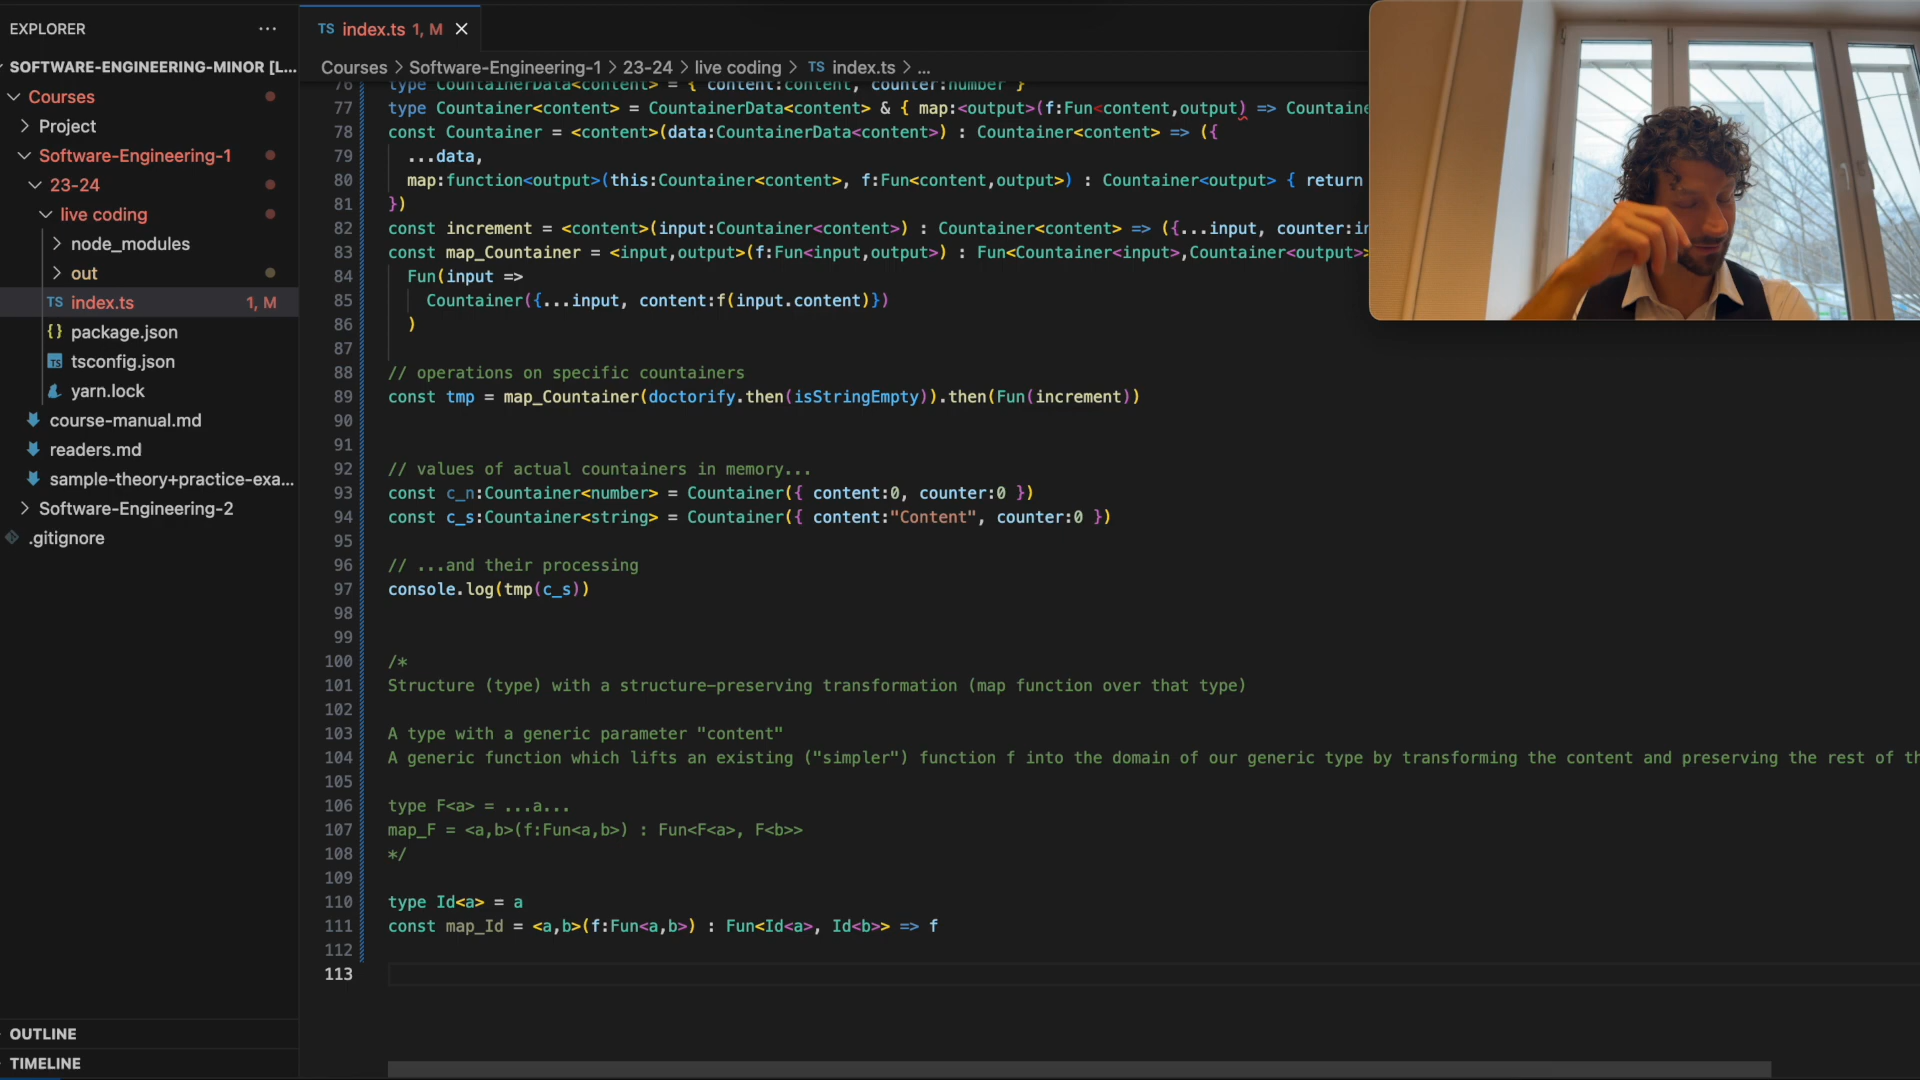 EXPLORER
SOFTWARE-ENGINEERING-MINOR [L...
Courses
Project
Software-Engineering-1
23-24
live coding
node_modules
out
TS index.ts 1, M
{} package.json
TS tsconfig.json
yarn.lock
course-manual.md
readers.md
sample-theory+practice-exa...
Software-Engineering-2
.gitignore
OUTLINE
TIMELINE
TS index.ts 1, M
Courses > Software-Engineering-1 > 23-24 > live coding > TS index.ts > ...
76 type CountainerData<content> = { content:content, counter:number }
77 type Countainer<content> = CountainerData<content> & { map:<output>(f:Fun<content,output) => Countaine
78 const Countainer = <content>(data:CountainerData<content>) : Countainer<content> => ({
79 ...data,
80 map:function<output>(this:Countainer<content>, f:Fun<content,output>) : Countainer<output> { return
81 })
82 const increment = <content>(input:Countainer<content>) : Countainer<content> => ({...input, counter:in
83 const map_Countainer = <input,output>(f:Fun<input,output>) : Fun<Countainer<input>,Countainer<output>>
84 Fun(input =>
85 Countainer({...input, content:f(input.content)})
86 )
87
88 // operations on specific countainers
89 const tmp = map_Countainer(doctorify.then(isStringEmpty)).then(Fun(increment))
90
91
92 // values of actual countainers in memory...
93 const c_n:Countainer<number> = Countainer({ content:0, counter:0 })
94 const c_s:Countainer<string> = Countainer({ content:"Content", counter:0 })
95
96 // ...and their processing
97 console.log(tmp(c_s))
98
99
100 /*
101 Structure (type) with a structure-preserving transformation (map function over that type)
102
103 A type with a generic parameter "content"
104 A generic function which lifts an existing ("simpler") function f into the domain of our generic type by transforming the content and preserving the rest of th
105
106 type F<a> = ...a...
107 map_F = <a,b>(f:Fun<a,b>) : Fun<F<a>, F<b>>
108 */
109
110 type Id<a> = a
111 const map_Id = <a,b>(f:Fun<a,b>) : Fun<Id<a>, Id<b>> => f
112
113